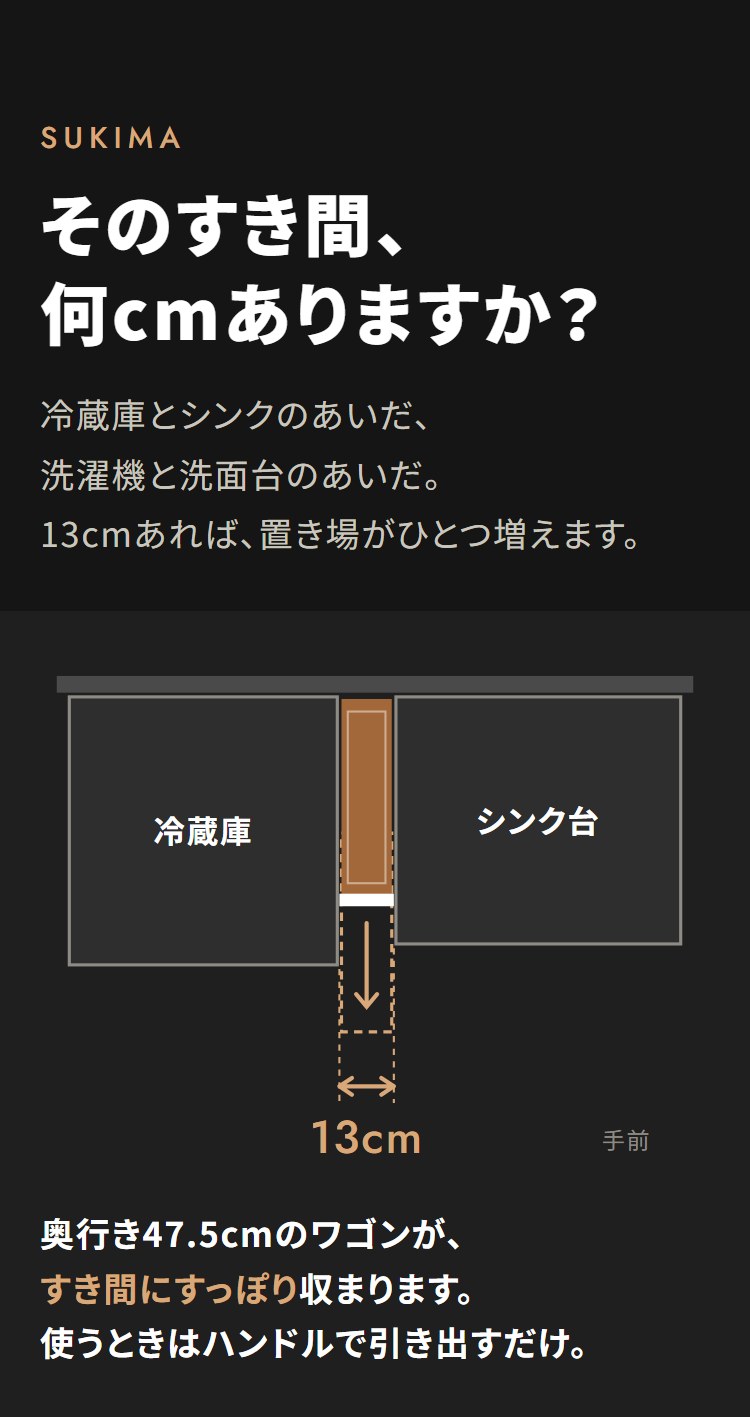 SUKIMA
そのすき間、
何cmありますか？
冷蔵庫とシンクのあいだ、
洗濯機と洗面台のあいだ。
13cmあれば、置き場がひとつ増えます。
冷蔵庫
シンク台
13cm
手前
奥行き47.5cmのワゴンが、
すき間にすっぽり収まります。
使うときはハンドルで引き出すだけ。